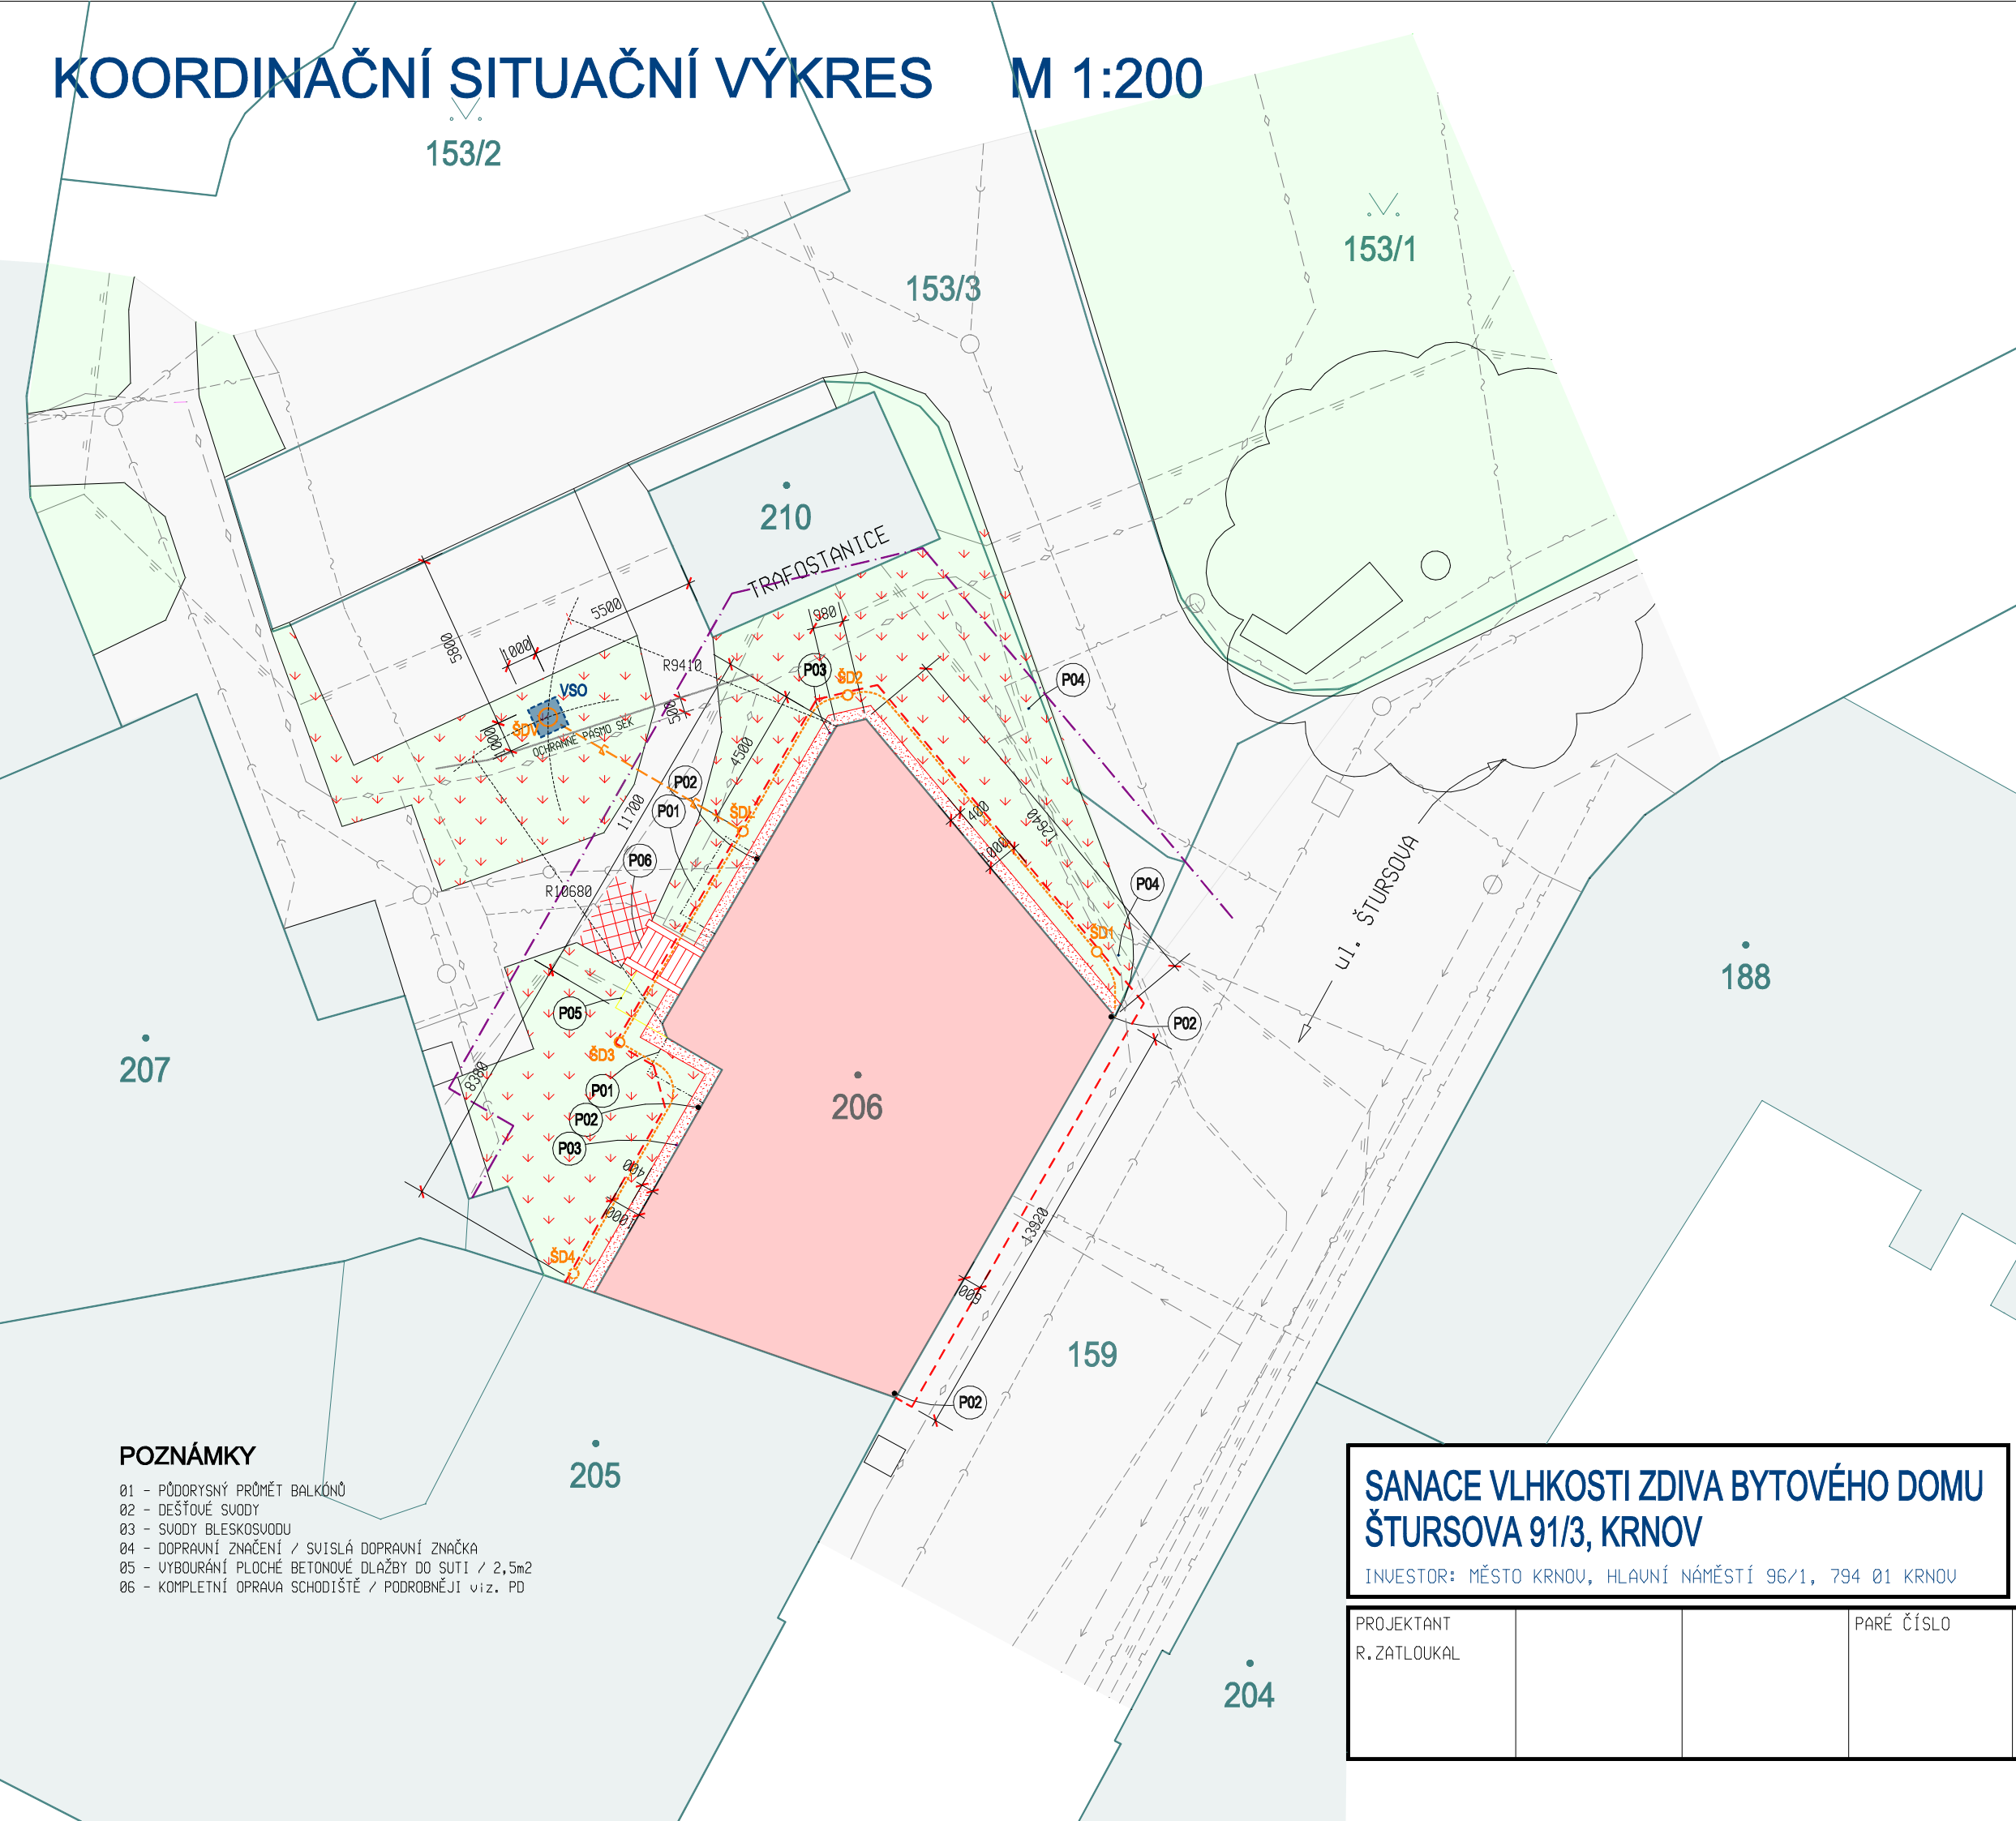 KOORDINAČNÍ SITUAČNÍ VÝKRES M 1:200
153/2
153/1
153/3
210
TRAFOSTANICE
5500
980
5800
1000
R9410
P03
ŠD2
P04
VSO
ŠDV
1000
OCHRANNÉ PÁSMO SEK
508
4500
P02
P01
ŠDL
11700
400
12640
1000
P06
R10680
P04
ŠD1
ul. ŠTURSOVA
188
P05
P02
ŠD3
207
8380
P01
206
P02
P03
400
1000
13920
ŠD4
600
159
P02
205
204
POZNÁMKY
01 - PŮDORYSNÝ PRŮMĚT BALKÓNŮ
02 - DEŠŤOVÉ SVODY
03 - SVODY BLESKOSVODU
04 - DOPRAVNÍ ZNAČENÍ / SVISLÁ DOPRAVNÍ ZNAČKA
05 - VYBOURÁNÍ PLOCHÉ BETONOVÉ DLAŽBY DO SUTI / 2,5m2
06 - KOMPLETNÍ OPRAVA SCHODIŠTĚ / PODROBNĚJI viz. PD
SANACE VLHKOSTI ZDIVA BYTOVÉHO DOMU
ŠTURSOVA 91/3, KRNOV
INVESTOR: MĚSTO KRNOV, HLAVNÍ NÁMĚSTÍ 96/1, 794 01 KRNOV
PROJEKTANT
R.ZATLOUKAL
PARÉ ČÍSLO